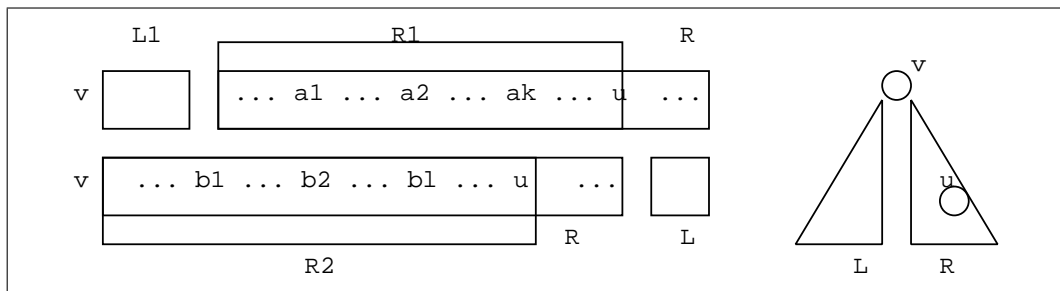 L1 R1 R
v ... a1 ... a2 ... ak ... u ...
v ... b1 ... b2 ... bl ... u ...
R L
R2
v
u
L R